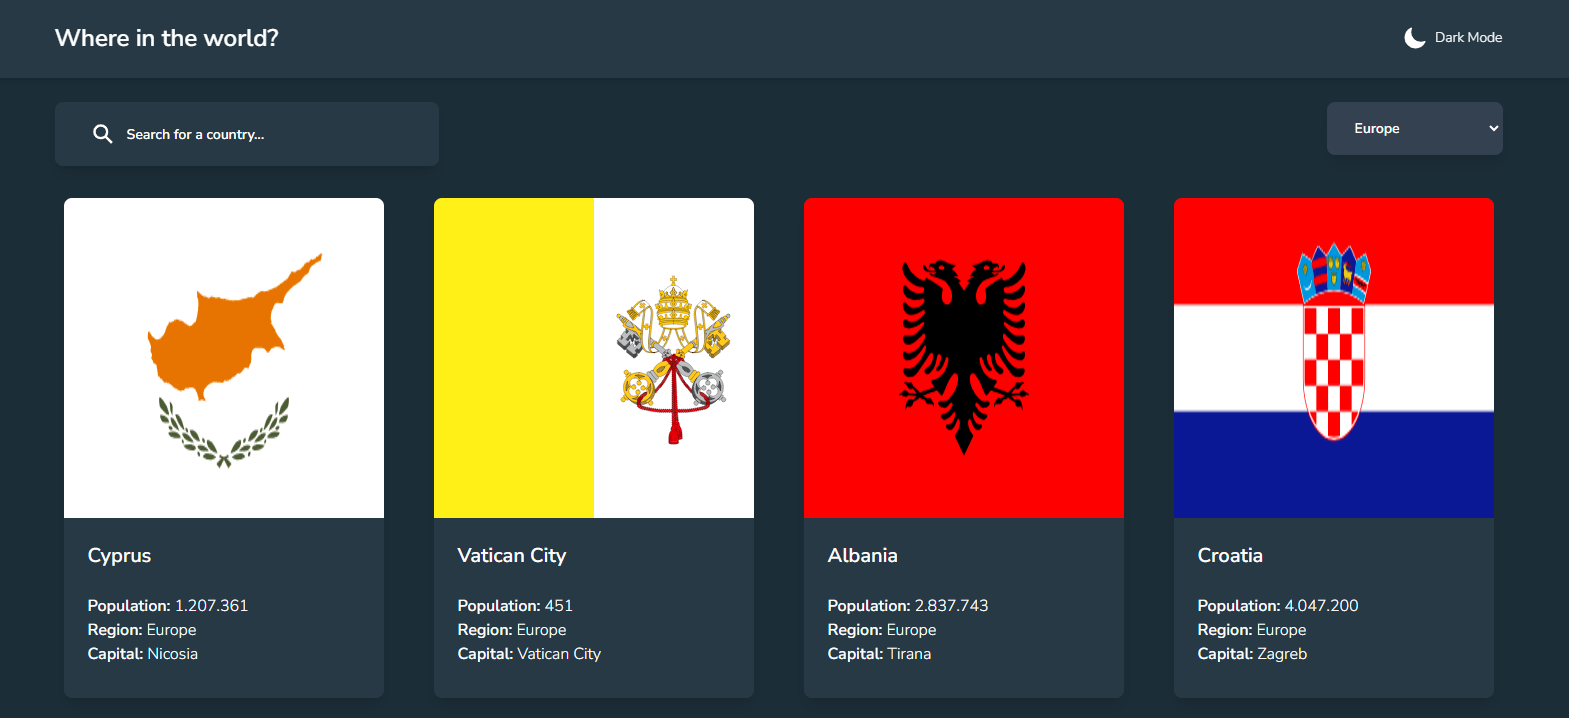 Where in the world?
Dark Mode
Search for a country...
Europe
Cyprus
Population: 1.207.361
Region: Europe
Capital: Nicosia
Vatican City
Population: 451
Region: Europe
Capital: Vatican City
Albania
Population: 2.837.743
Region: Europe
Capital: Tirana
Croatia
Population: 4.047.200
Region: Europe
Capital: Zagreb